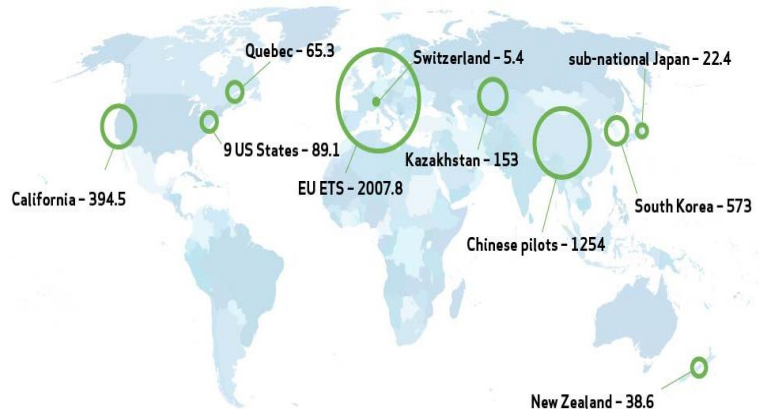 Quebec – 65.3
Switzerland – 5.4
sub-national Japan – 22.4
9 US States – 89.1
Kazakhstan – 153
EU ETS – 2007.8
California – 394.5
South Korea – 573
Chinese pilots – 1254
New Zealand – 38.6